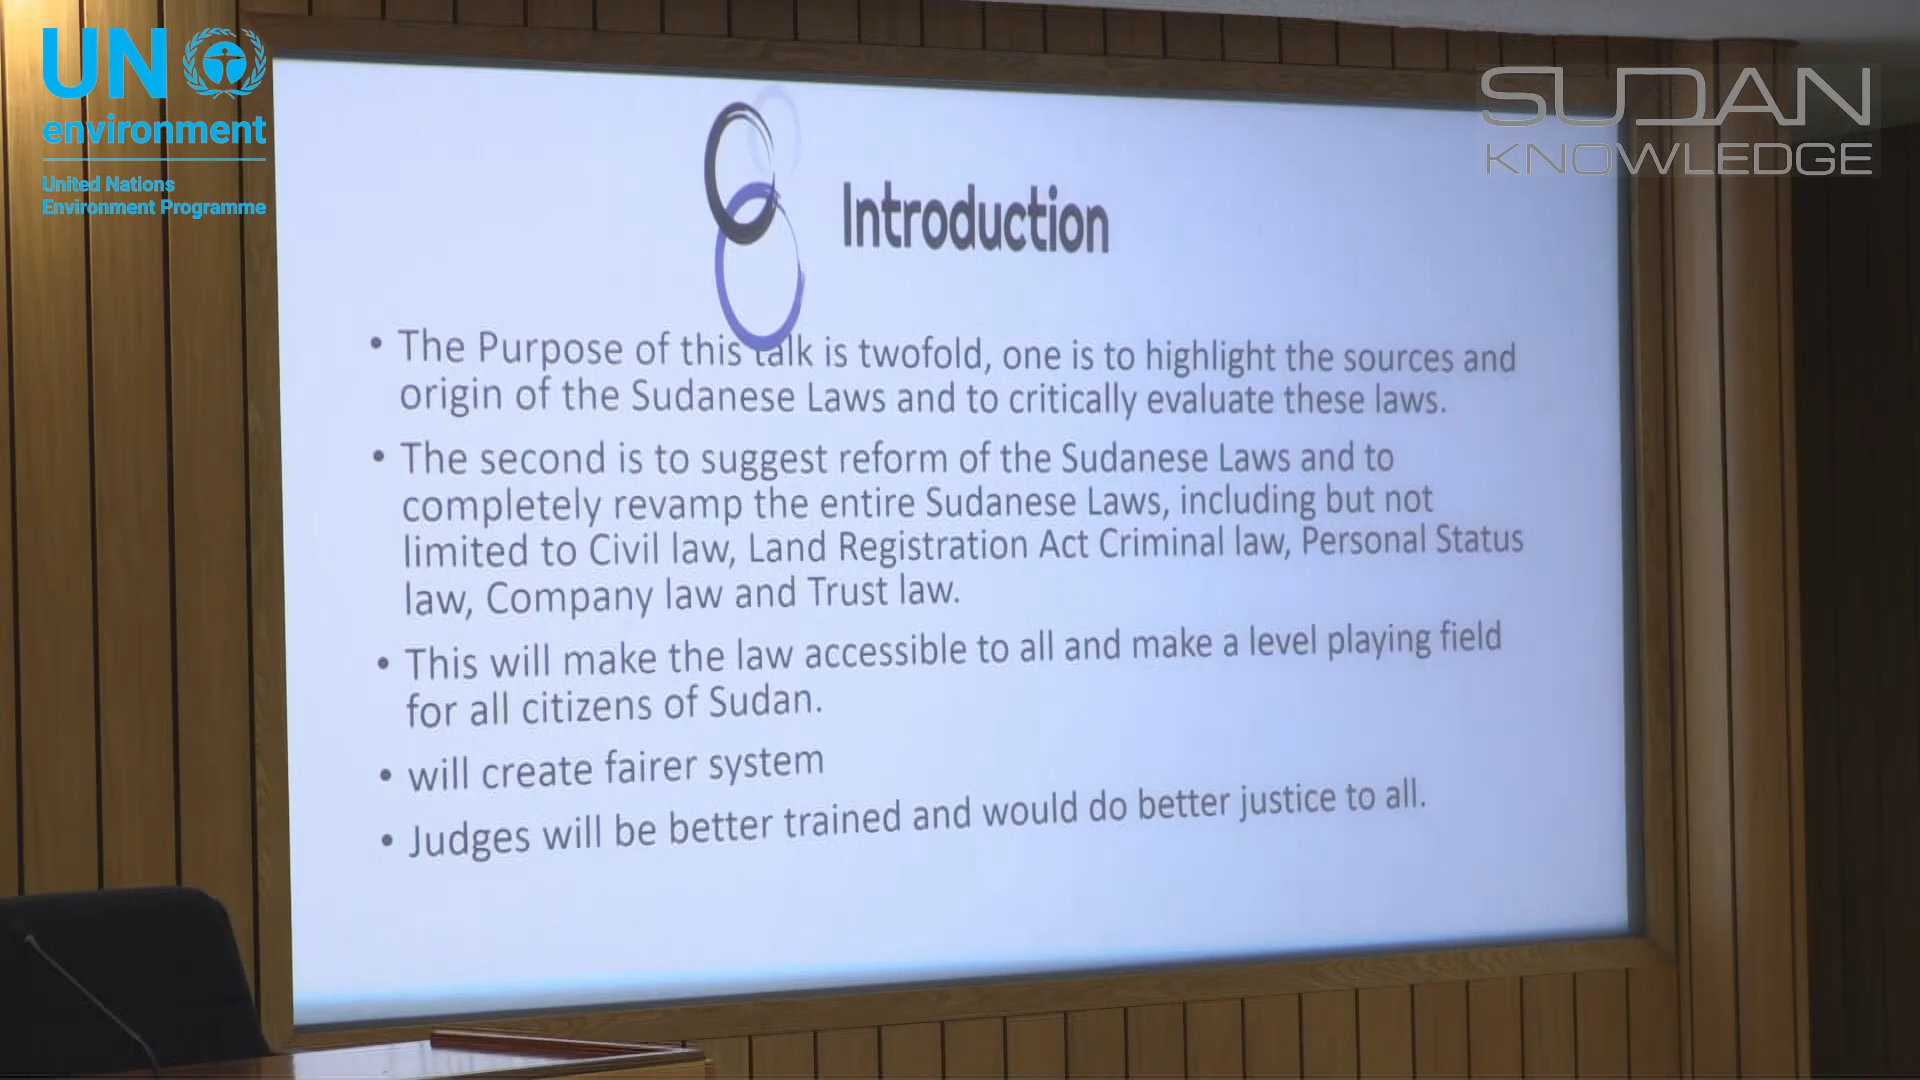 UN
environment
United Nations
Environment Programme
SUDAN
KNOWLEDGE
Introduction
• The Purpose of this talk is twofold, one is to highlight the sources and
origin of the Sudanese Laws and to critically evaluate these laws.
• The second is to suggest reform of the Sudanese Laws and to
completely revamp the entire Sudanese Laws, including but not
limited to Civil law, Land Registration Act Criminal law, Personal Status
law, Company law and Trust law.
• This will make the law accessible to all and make a level playing field
for all citizens of Sudan.
• will create fairer system
• Judges will be better trained and would do better justice to all.